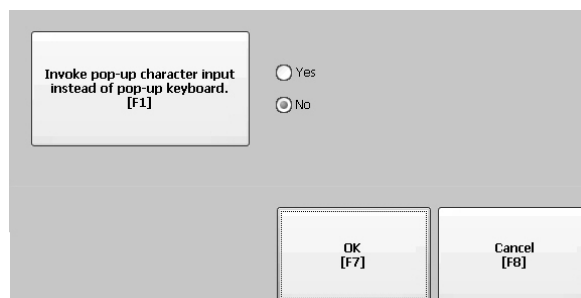 Invoke pop-up character input
instead of pop-up keyboard.
[F1]
Yes
No
OK
[F7]
Cancel
[F8]